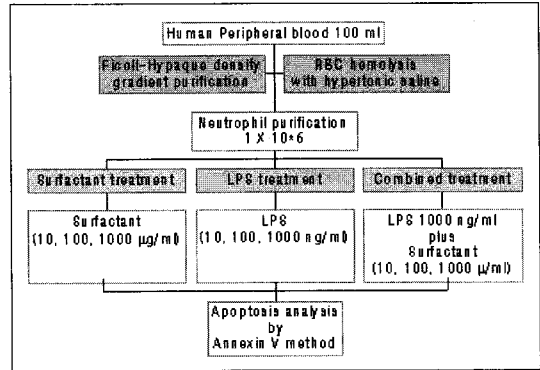 Human Peripheral blood 100 ml
Ficoll-Hypaque density
gradient purification
RBC hemolysis
with hypertonic saline
Neutrophil purification
1 X 10*6
Surfactant treatment
LPS treatment
Combined treatment
Surfactant
(10, 100, 1000 μg/ml)
LPS
(10, 100, 1000 ng/ml)
LPS 1000 ng/ml
plus
Surfactant
(10, 100, 1000 μ/ml)
Apoptosis analysis
by
Annexin V method